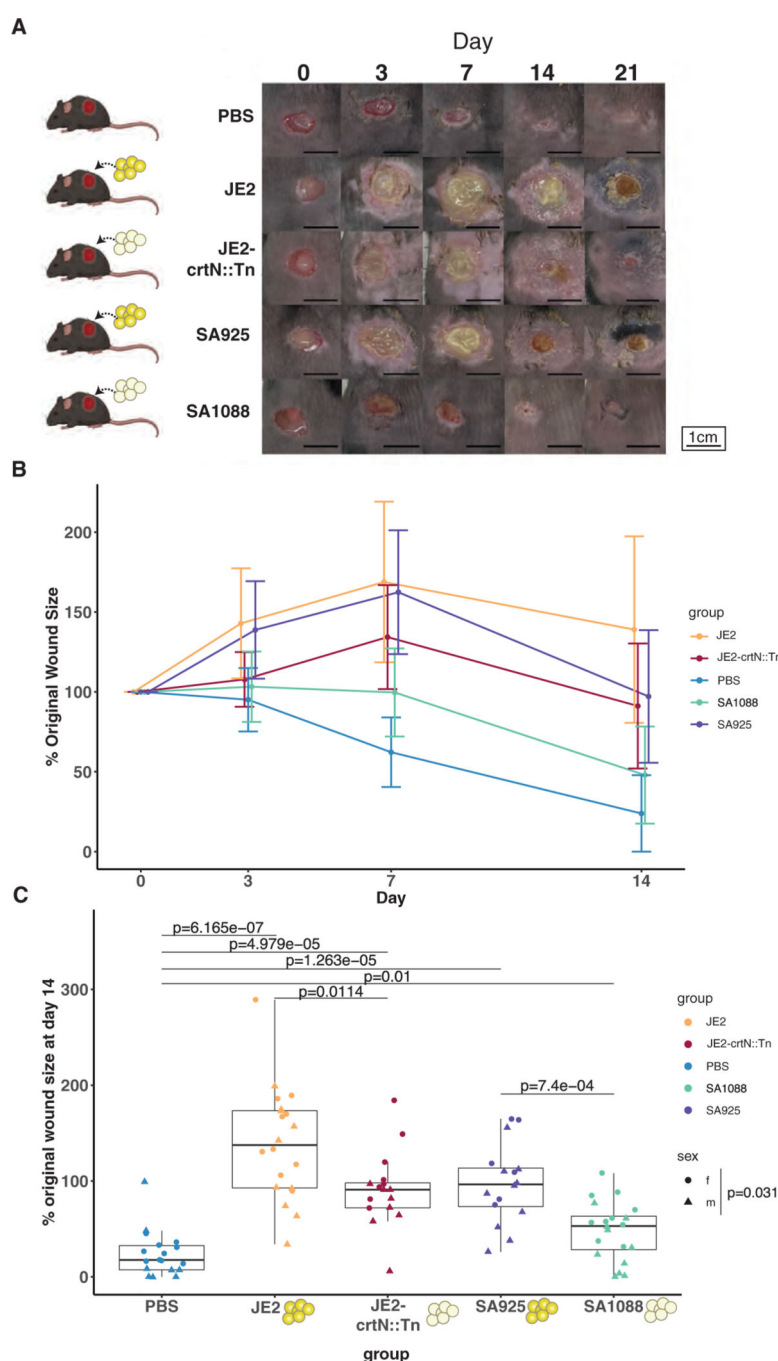 A
Day
0 3 7 14 21
PBS
JE2
JE2-
crtN::Tn
SA925
SA1088
1cm
B
% Original Wound Size
200
150
100
50
0
0 3 7 14
Day
group
JE2
JE2-crtN::Tn
PBS
SA1088
SA925
C
% original wound size at day 14
300
200
100
0
p=6.165e−07
p=4.979e−05
p=1.263e−05
p=0.01
p=0.0114
p=7.4e−04
PBS JE2 JE2- SA925 SA1088
crtN::Tn
group
group
JE2
JE2-crtN::Tn
PBS
SA1088
SA925
sex
f
m
p=0.031